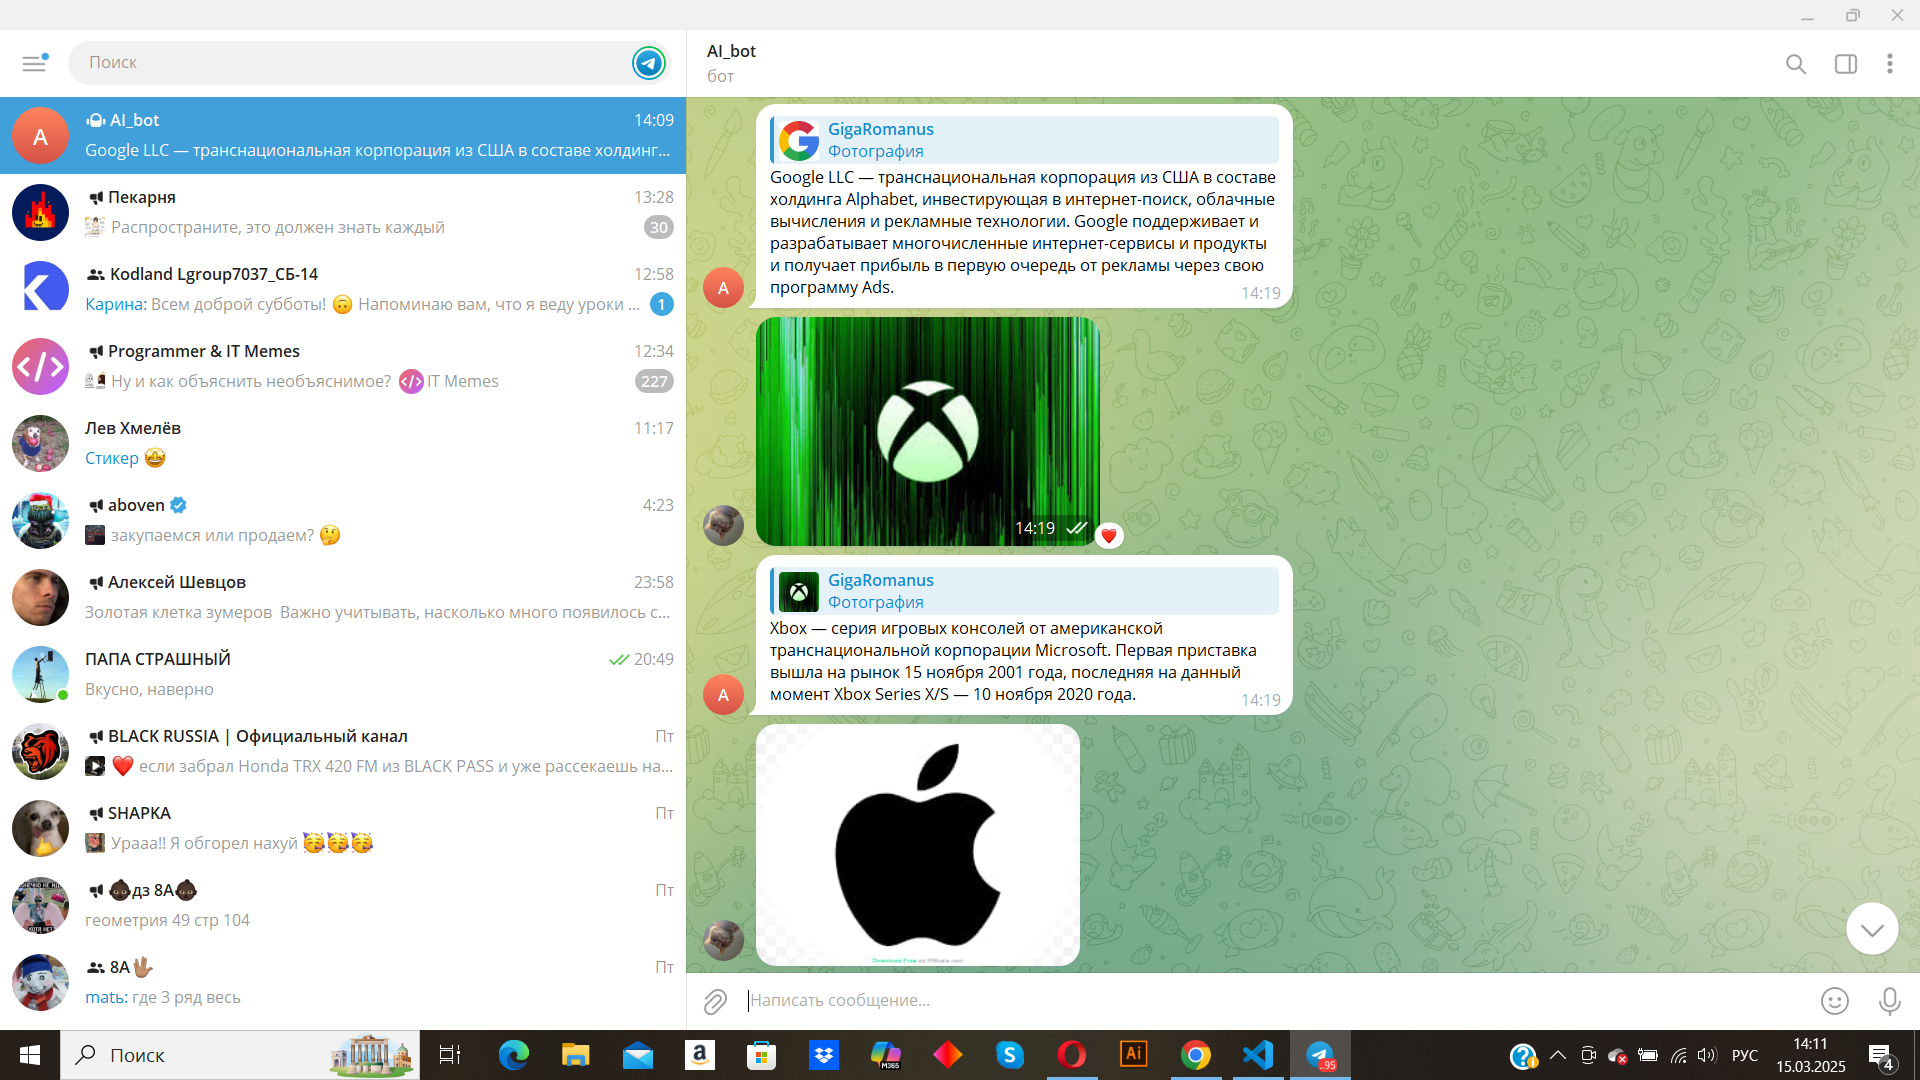 Поиск
A
AI_bot
14:09
Google LLC — транснациональная корпорация из США в составе холдинг...
Пекарня
13:28
Распространите, это должен знать каждый
30
Kodland Lgroup7037_СБ-14
12:58
Карина: Всем доброй субботы! 🙃 Напоминаю вам, что я веду уроки ...
1
Programmer & IT Memes
12:34
Ну и как объяснить необъяснимое? </> IT Memes
227
Лев Хмелёв
11:17
Стикер 🤩
aboven
4:23
закупаемся или продаем? 🤔
Алексей Шевцов
23:58
Золотая клетка зумеров Важно учитывать, насколько много появилось с...
ПАПА СТРАШНЫЙ
20:49
Вкусно, наверно
BLACK RUSSIA | Официальный канал
Пт
❤️ если забрал Honda TRX 420 FM из BLACK PASS и уже рассекаешь на...
SHAPKA
Пт
Урааа!! Я обгорел нахуй 🥳🥳🥳
дз 8А
Пт
геометрия 49 стр 104
8А🖖🏽
Пт
матb: где 3 ряд весь
AI_bot
бот
GigaRomanus
Фотография
Google LLC — транснациональная корпорация из США в составе
холдинга Alphabet, инвестирующая в интернет-поиск, облачные
вычисления и рекламные технологии. Google поддерживает и
разрабатывает многочисленные интернет-сервисы и продукты
и получает прибыль в первую очередь от рекламы через свою
программу Ads.
14:19
A
14:19
GigaRomanus
Фотография
Xbox — серия игровых консолей от американской
транснациональной корпорации Microsoft. Первая приставка
вышла на рынок 15 ноября 2001 года, последняя на данный
момент Xbox Series X/S — 10 ноября 2020 года.
14:19
A
Написать сообщение...
Поиск
a
M365
S
Ai
..95
РУС
14:11
15.03.2025
4